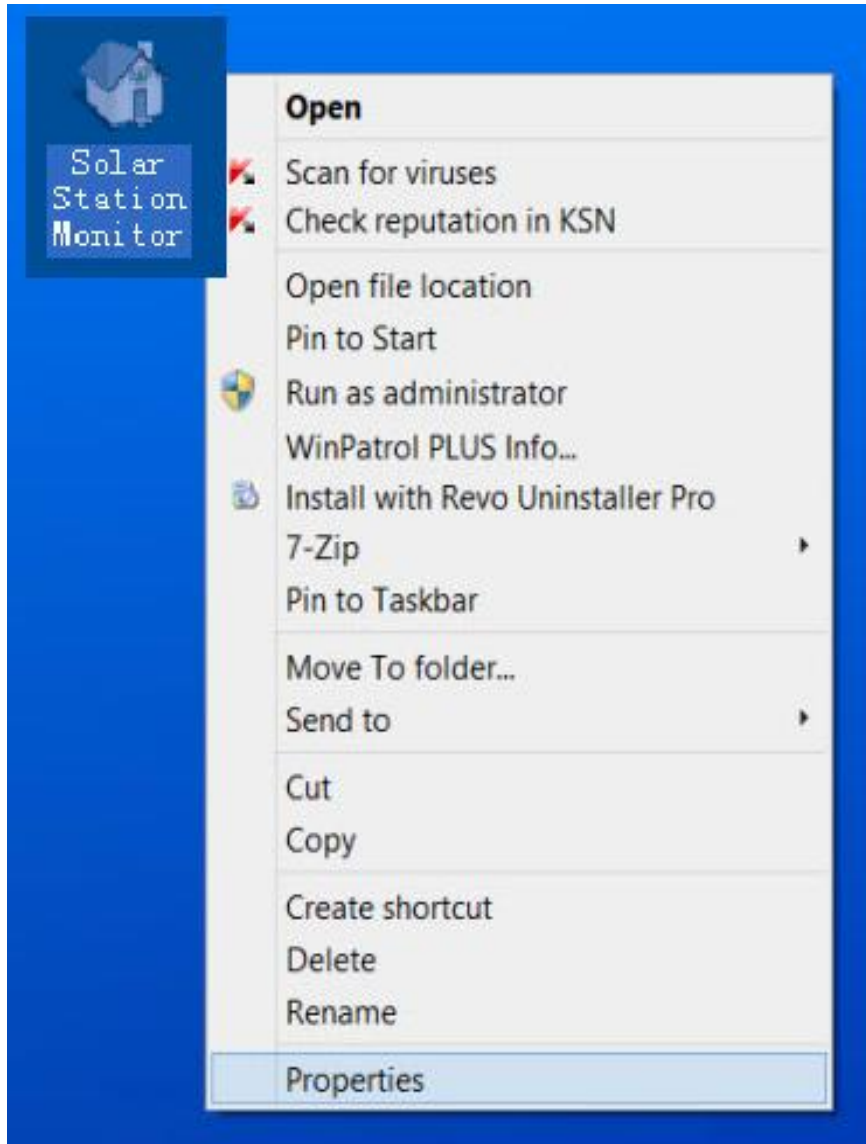 Solar
Station
Monitor
Open
Scan for viruses
Check reputation in KSN
Open file location
Pin to Start
Run as administrator
WinPatrol PLUS Info...
Install with Revo Uninstaller Pro
7-Zip
Pin to Taskbar
Move To folder...
Send to
Cut
Copy
Create shortcut
Delete
Rename
Properties